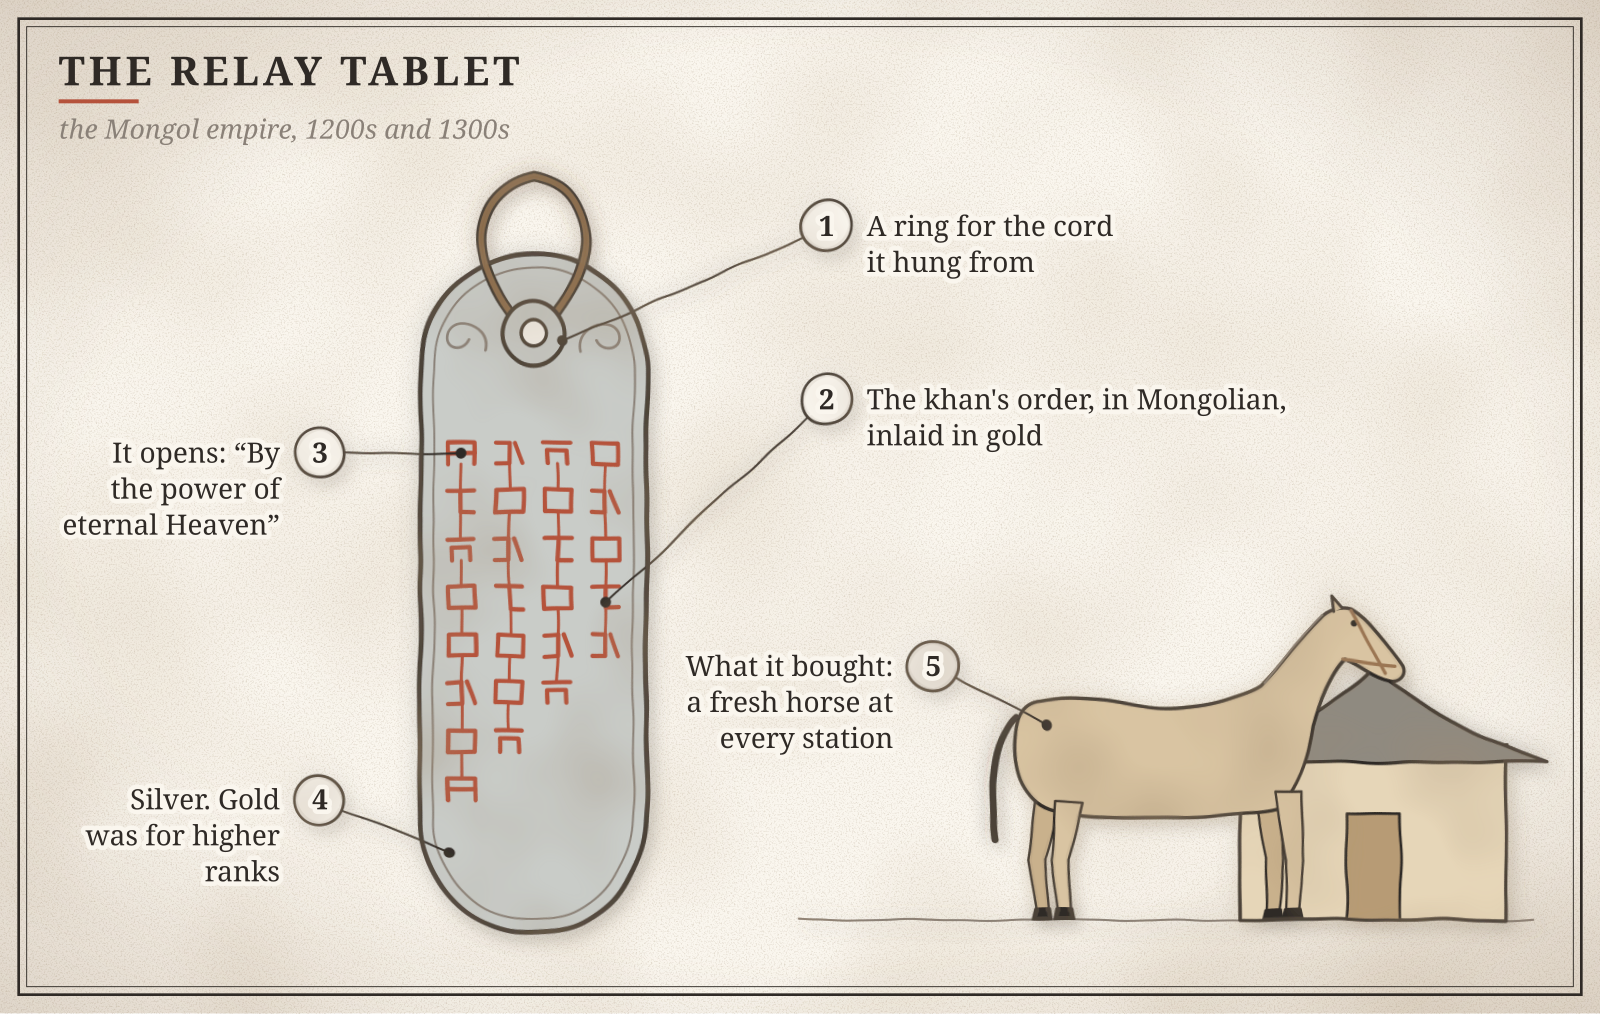 THE RELAY TABLET
the Mongol empire, 1200s and 1300s
1
A ring for the cord
it hung from
2
The khan's order, in Mongolian,
inlaid in gold
3
It opens: “By
the power of
eternal Heaven”
4
Silver. Gold
was for higher
ranks
5
What it bought:
a fresh horse at
every station